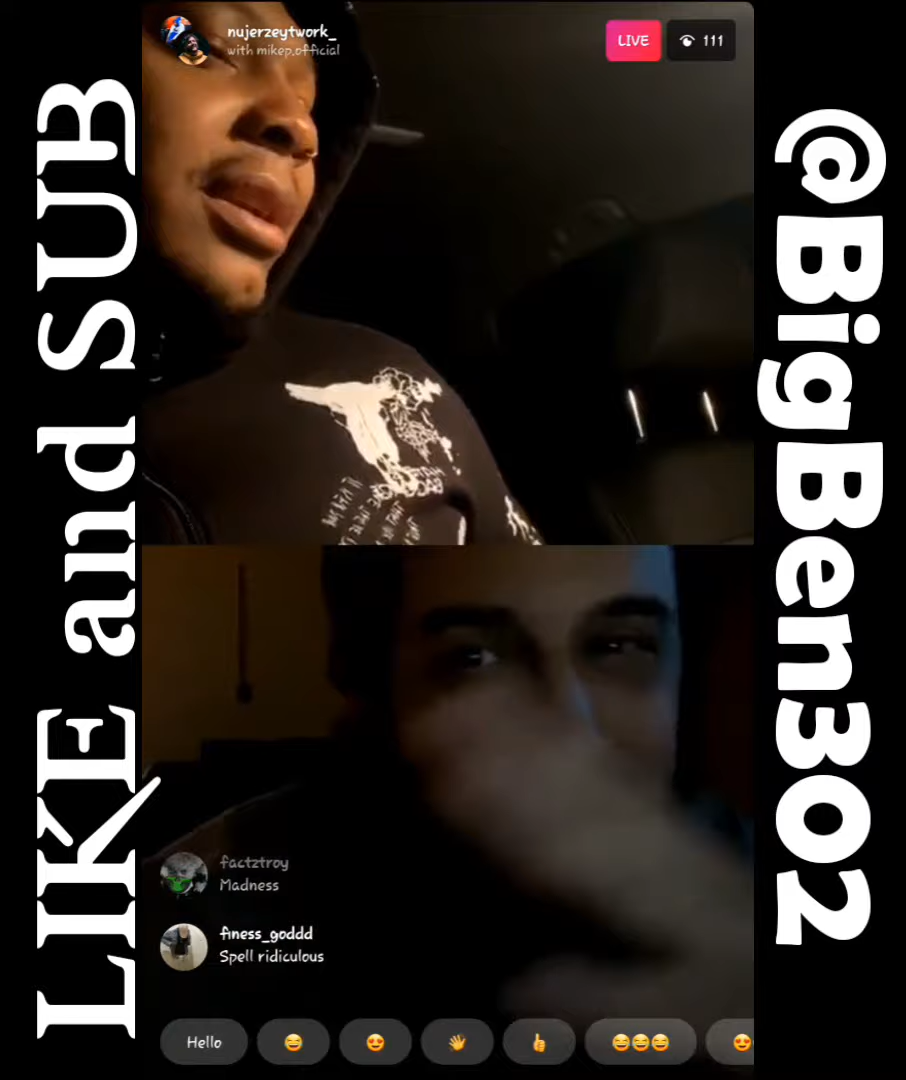 LIKE and SUB
nujerzeytwork_
with mikep.official
LIVE
111
@BigBen302
factztroy
Madness
finess_goddd
Spell ridiculous
Hello